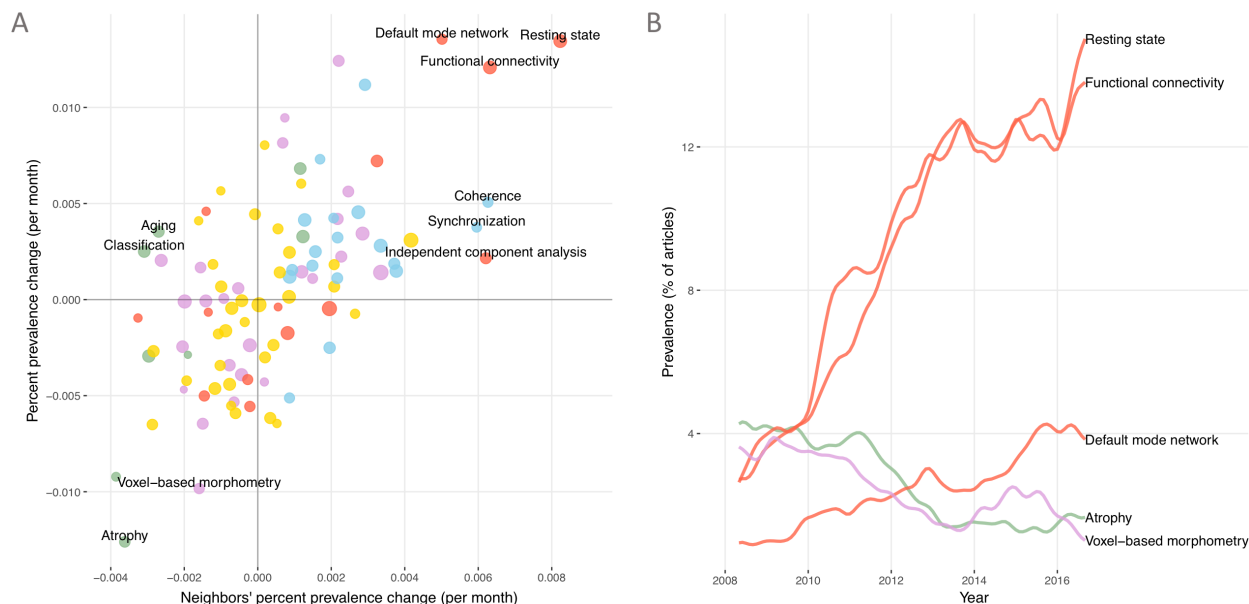 A
B
Default mode network
Resting state
Functional connectivity
Coherence
Synchronization
Independent component analysis
Aging
Classification
Voxel−based morphometry
Atrophy
0.010
0.005
0.000
−0.005
−0.010
Percent prevalence change (per month)
−0.004
−0.002
0.000
0.002
0.004
0.006
0.008
Neighbors' percent prevalence change (per month)
Resting state
Functional connectivity
Default mode network
Atrophy
Voxel−based morphometry
12
8
4
Prevalence (% of articles)
2008
2010
2012
2014
2016
Year